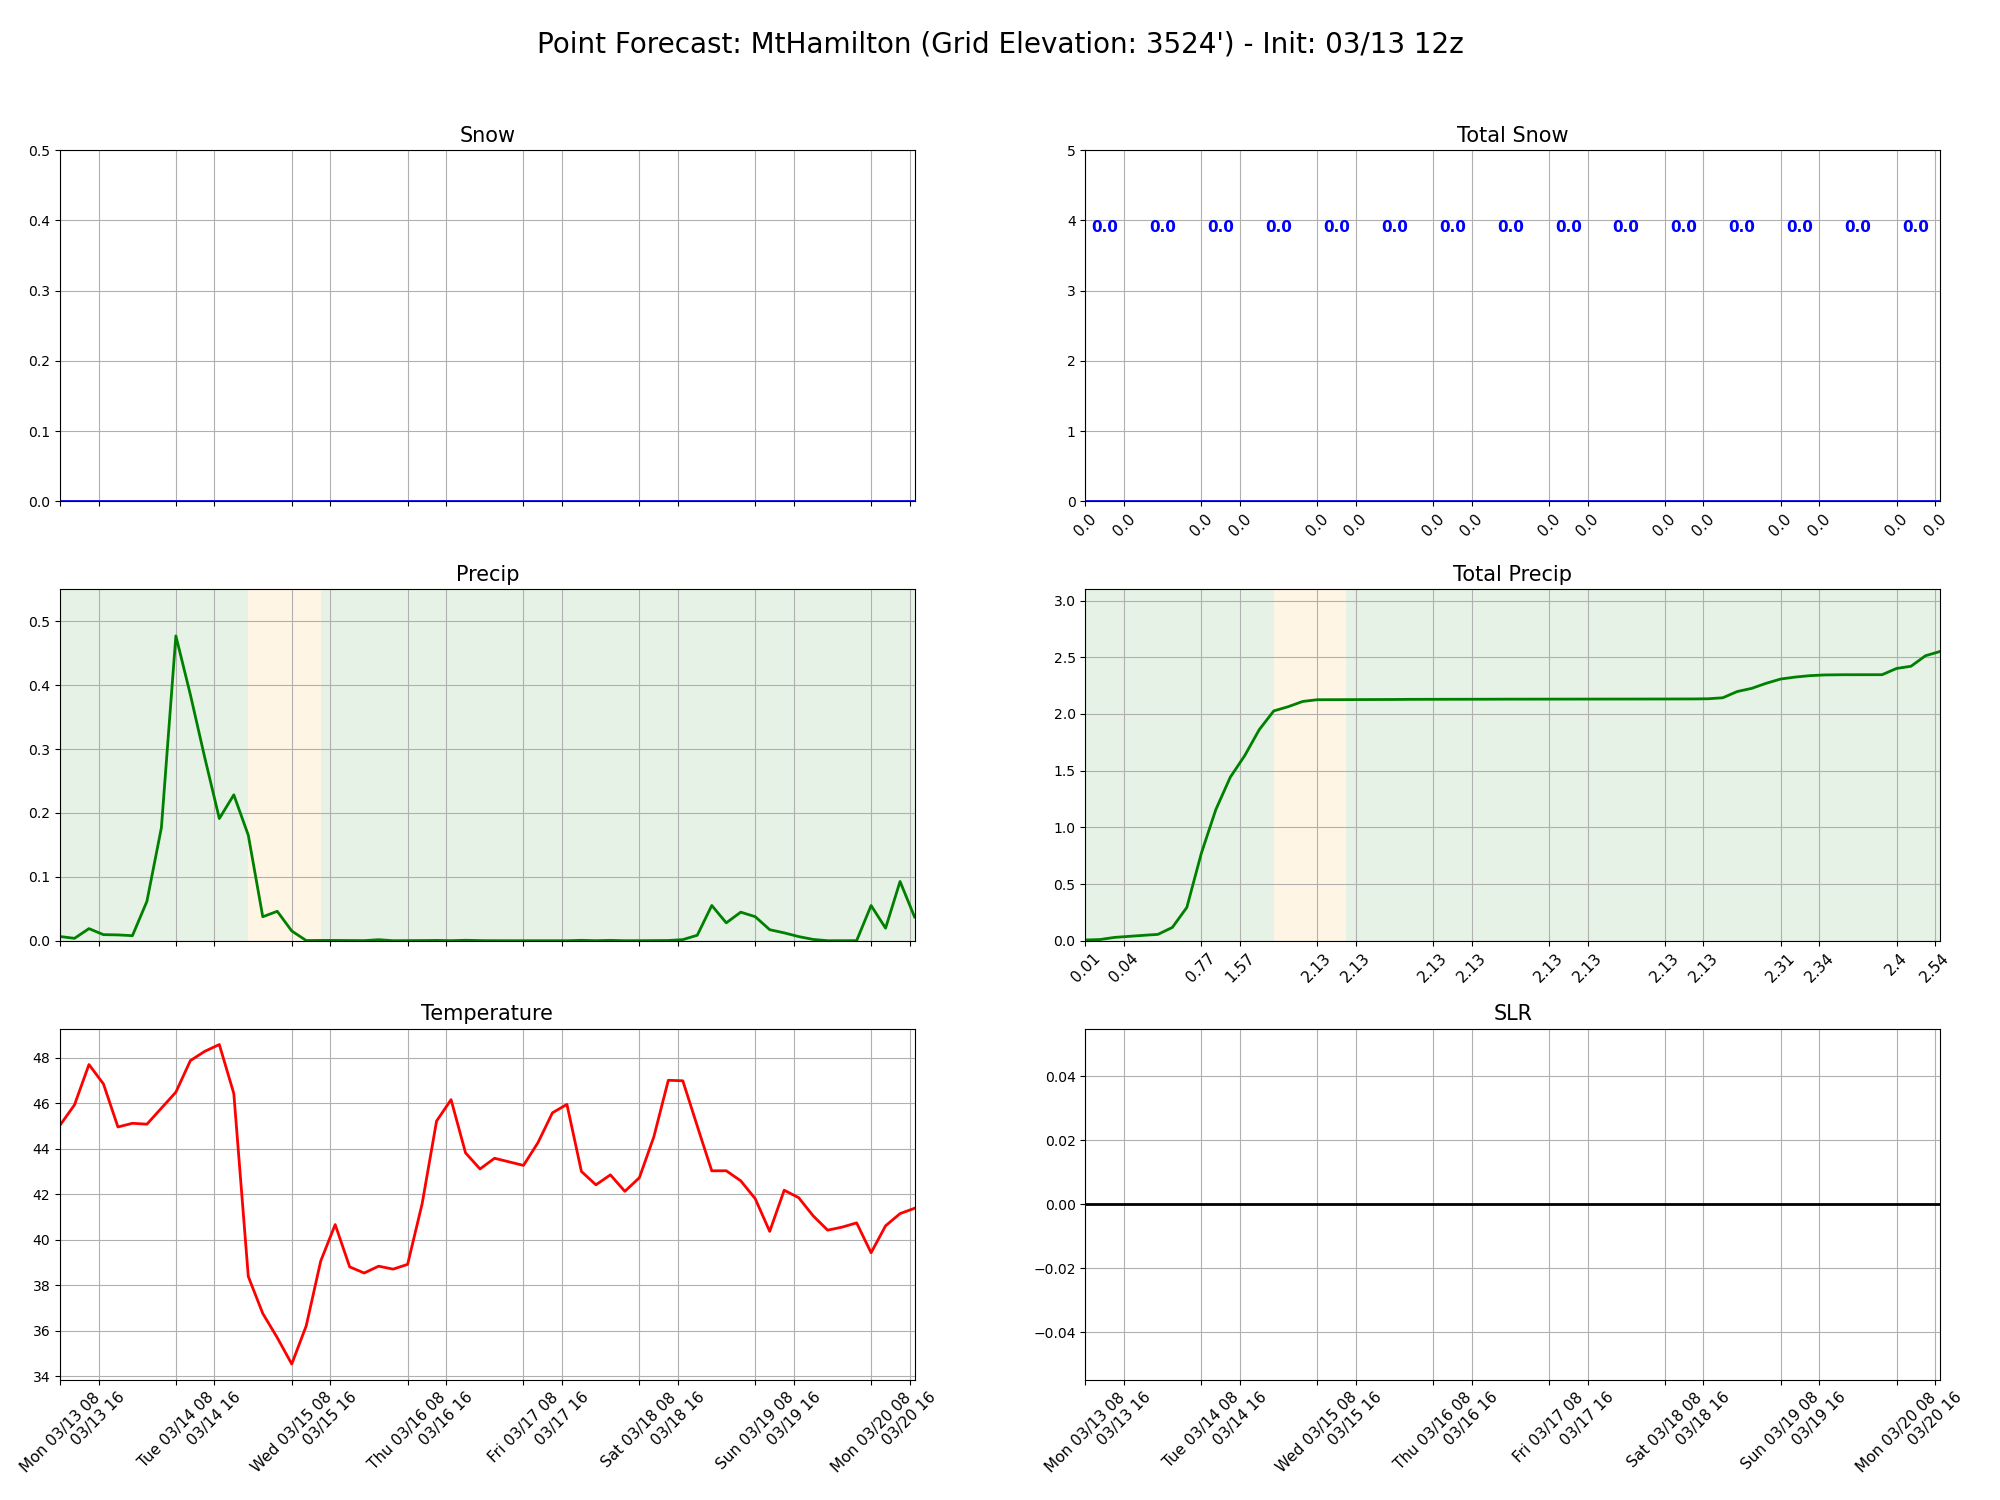 Point Forecast: MtHamilton (Grid Elevation: 3524') - Init: 03/13 12z
Snow
0.5
0.4
0.3
0.2
0.1
0.0
Total Snow
5
4
3
2
1
0
0.0 0.0 0.0 0.0 0.0 0.0 0.0 0.0 0.0 0.0 0.0 0.0 0.0 0.0 0.0
0.0 0.0 0.0 0.0 0.0 0.0 0.0 0.0 0.0 0.0 0.0 0.0 0.0 0.0 0.0 0.0
Precip
0.5
0.4
0.3
0.2
0.1
0.0
Total Precip
3.0
2.5
2.0
1.5
1.0
0.5
0.0
0.01 0.04 0.77 1.57 2.13 2.13 2.13 2.13 2.13 2.13 2.13 2.13 2.31 2.34 2.4 2.54
Temperature
48
46
44
42
40
38
36
34
Mon 03/13 08
03/13 16
Tue 03/14 08
03/14 16
Wed 03/15 08
03/15 16
Thu 03/16 08
03/16 16
Fri 03/17 08
03/17 16
Sat 03/18 08
03/18 16
Sun 03/19 08
03/19 16
Mon 03/20 08
03/20 16
SLR
0.04
0.02
0.00
−0.02
−0.04
Mon 03/13 08
03/13 16
Tue 03/14 08
03/14 16
Wed 03/15 08
03/15 16
Thu 03/16 08
03/16 16
Fri 03/17 08
03/17 16
Sat 03/18 08
03/18 16
Sun 03/19 08
03/19 16
Mon 03/20 08
03/20 16